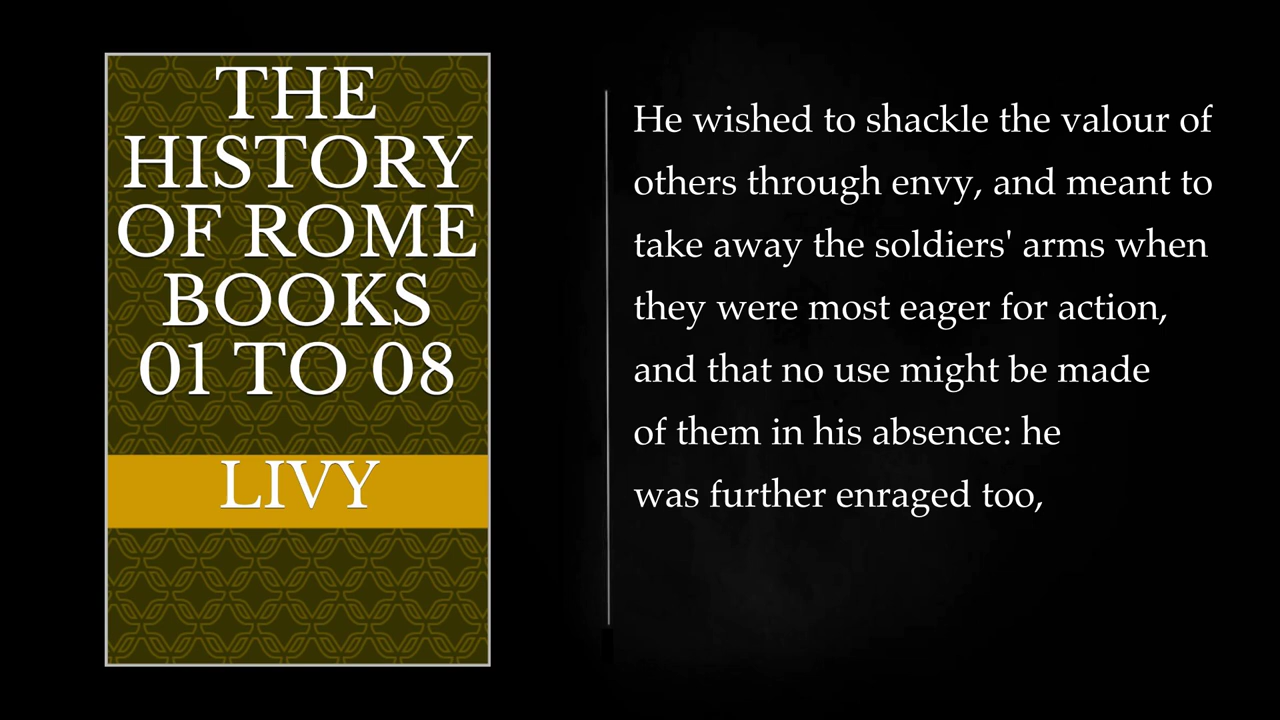 THE
HISTORY
OF ROME
BOOKS
01 TO 08
LIVY
He wished to shackle the valour of
others through envy, and meant to
take away the soldiers' arms when
they were most eager for action,
and that no use might be made
of them in his absence: he
was further enraged too,